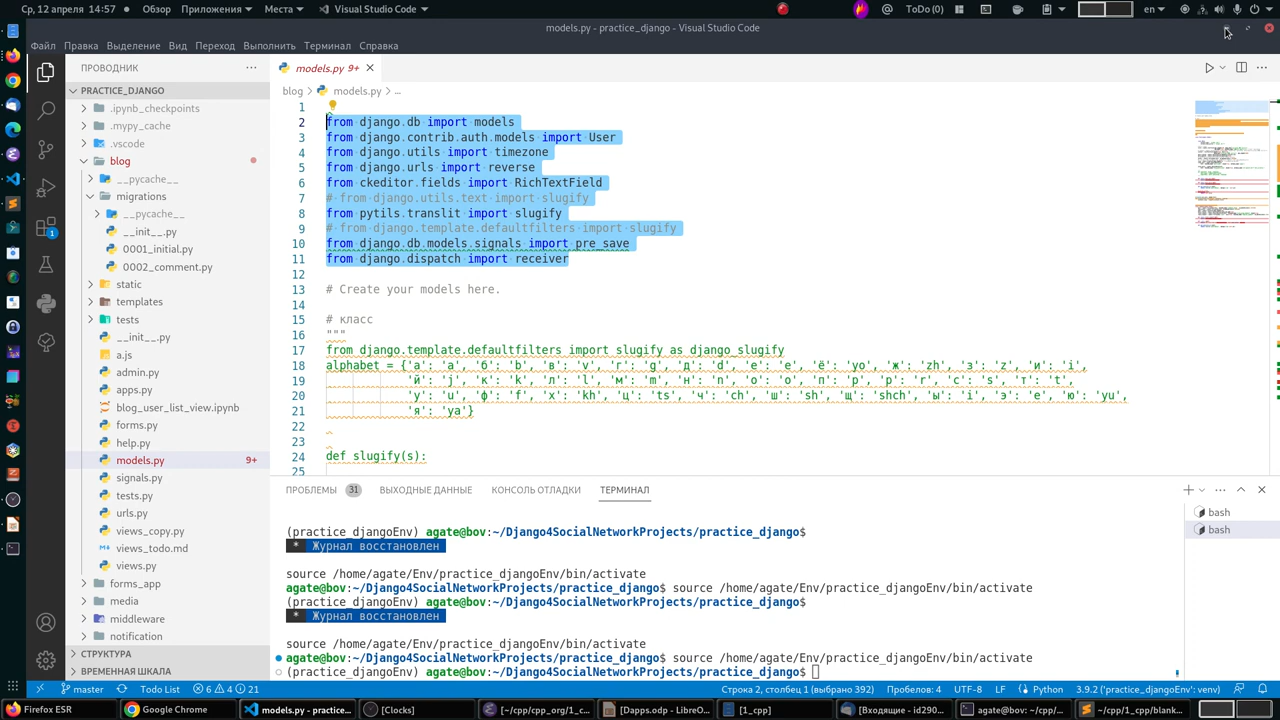 Ср, 12 апреля 14:57
Обзор
Приложения
Места
Visual Studio Code
ToDo (0)
en
models.py - practice_django - Visual Studio Code
Файл Правка Выделение Вид Переход Выполнить Терминал Справка
ПРОВОДНИК
PRACTICE_DJANGO
.ipynb_checkpoints
.mypy_cache
.vscode
blog
__pycache__
migrations
__pycache__
__init__.py
0001_initial.py
0002_comment.py
static
templates
tests
__init__.py
a.js
admin.py
apps.py
blog_user_list_view.ipynb
forms.py
help.py
models.py 9+
signals.py
tests.py
urls.py
views_copy.py
views_todo.md
views.py
forms_app
media
middleware
notification
СТРУКТУРА
ВРЕМЕННАЯ ШКАЛА
models.py 9+
blog > models.py > ...
1
2 from django.db import models
3 from django.contrib.auth.models import User
4 from django.utils import timezone
5 from django.urls import reverse
6 from ckeditor.fields import RichTextField
7 # from django.utils.text import slugify
8 from pytils.translit import slugify
9 # from django.template.defaultfilters import slugify
10 from django.db.models.signals import pre_save
11 from django.dispatch import receiver
12
13 # Create your models here.
14
15 # класс
16 """
17 from django.template.defaultfilters import slugify as django_slugify
18 alphabet = {'а': 'a', 'б': 'b', 'в': 'v', 'г': 'g', 'д': 'd', 'е': 'e', 'ё': 'yo', 'ж': 'zh', 'з': 'z', 'и': 'i',
19 'й': 'j', 'к': 'k', 'л': 'l', 'м': 'm', 'н': 'n', 'о': 'o', 'п': 'p', 'р': 'r', 'с': 's', 'т': 't',
20 'у': 'u', 'ф': 'f', 'х': 'kh', 'ц': 'ts', 'ч': 'ch', 'ш': 'sh', 'щ': 'shch', 'ы': 'i', 'э': 'e', 'ю': 'yu',
21 'я': 'ya'}
22
23
24 def slugify(s):
25
ПРОБЛЕМЫ 31 ВЫХОДНЫЕ ДАННЫЕ КОНСОЛЬ ОТЛАДКИ ТЕРМИНАЛ
(practice_djangoEnv) agate@bov:~/Django4SocialNetworkProjects/practice_django$
* Журнал восстановлен
source /home/agate/Env/practice_djangoEnv/bin/activate
agate@bov:~/Django4SocialNetworkProjects/practice_django$ source /home/agate/Env/practice_djangoEnv/bin/activate
(practice_djangoEnv) agate@bov:~/Django4SocialNetworkProjects/practice_django$
* Журнал восстановлен
source /home/agate/Env/practice_djangoEnv/bin/activate
agate@bov:~/Django4SocialNetworkProjects/practice_django$ source /home/agate/Env/practice_djangoEnv/bin/activate
(practice_djangoEnv) agate@bov:~/Django4SocialNetworkProjects/practice_django$
bash
bash
1
master Todo List 6 4 21
Строка 2, столбец 1 (выбрано 392) Пробелов: 4 UTF-8 LF Python 3.9.2 ('practice_djangoEnv': venv)
Firefox ESR
Google Chrome
models.py - practice...
[Clocks]
[~/cpp/cpp_org/1_c...
[Dapps.odt - LibreO...
[1_cpp]
[Входящие - id290...
agate@bov: ~/cpp/...
~/c/cpp/1_cpp/blank...